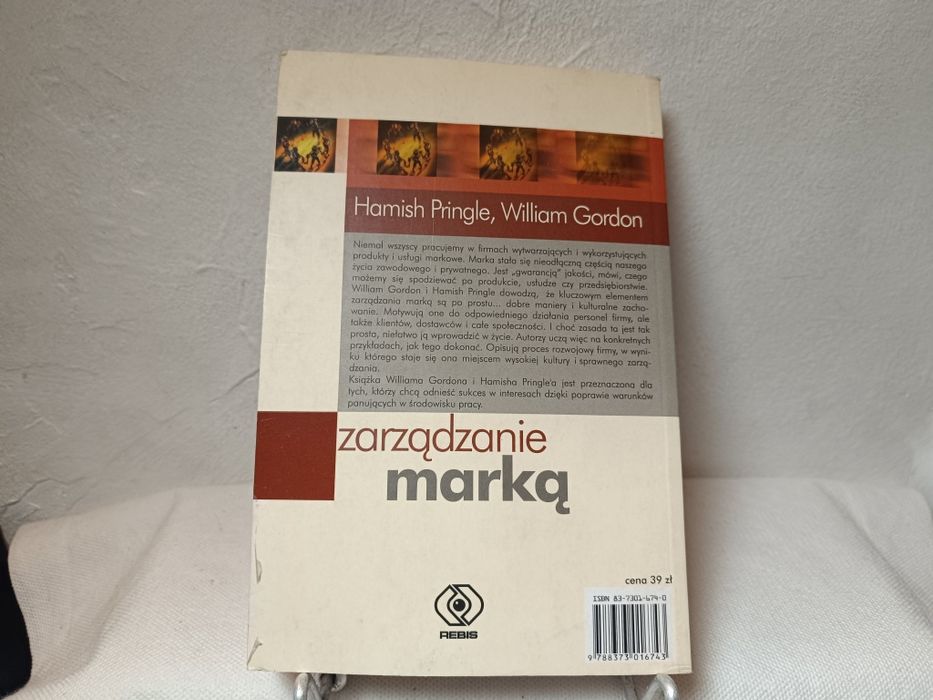 Hamish Pringle, William Gordon
Niemal wszyscy pracujemy w firmach wytwarzających i wykorzystujących
produkty i usługi markowe. Marka stała się nieodłączną częścią naszego
życia zawodowego i prywatnego. Jest „gwarancją” jakości, mówi, czego
możemy się spodziewać po produkcie, usłudze czy przedsiębiorstwie.
William Gordon i Hamish Pringle dowodzą, że kluczowym elementem
zarządzania marką są po prostu... dobre maniery i kulturalne zacho-
wanie. Motywują one do odpowiedniego działania personel firmy, ale
także klientów, dostawców i całe społeczności. I choć zasada ta jest tak
prosta, niełatwo ją wprowadzić w życie. Autorzy uczą więc na konkretnych
przykładach, jak tego dokonać. Opisują proces rozwojowy firmy, w wyni-
ku którego staje się ona miejscem wysokiej kultury i sprawnego zarzą-
dzania.
Książka Williama Gordona i Hamisha Pringle'a jest przeznaczona dla
tych, którzy chcą odnieść sukces w interesach dzięki poprawie warunków
panujących w środowisku pracy.
zarządzanie
marką
cena 39 zł
ISBN 83-7301-674-0
REBIS
9 788373 016743